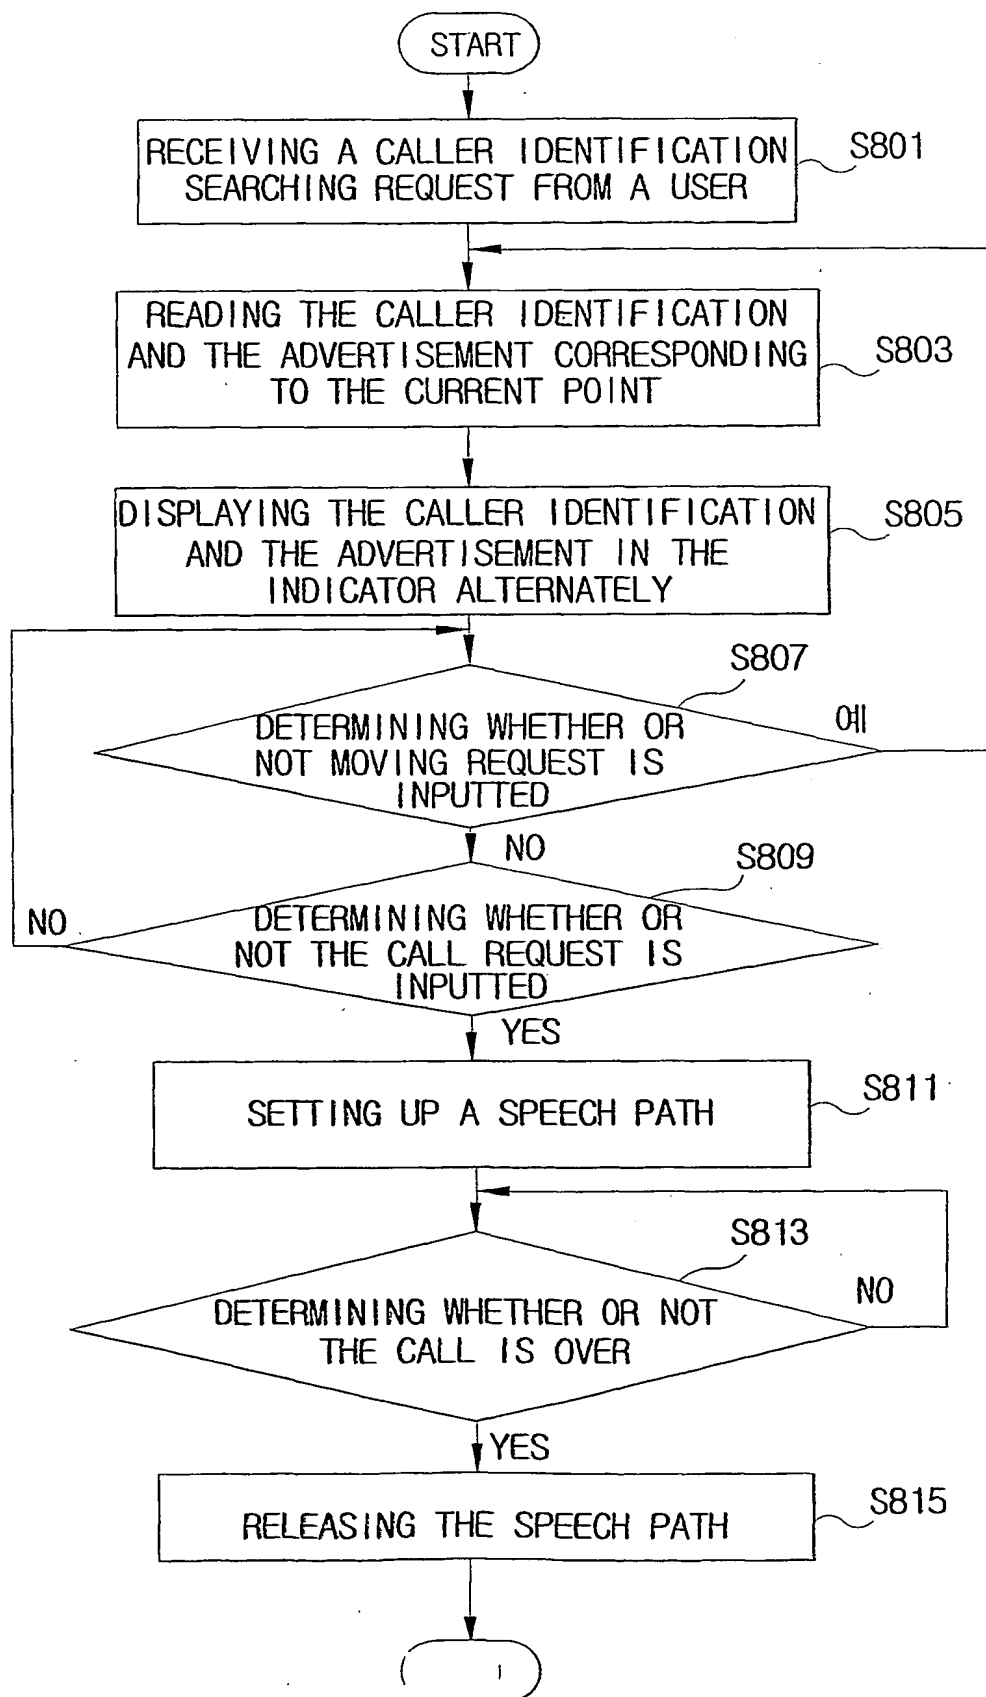 START
RECEIVING A CALLER IDENTIFICATION
SEARCHING REQUEST FROM A USER
S801
READING THE CALLER IDENTIFICATION
AND THE ADVERTISEMENT CORRESPONDING
TO THE CURRENT POINT
S803
DISPLAYING THE CALLER IDENTIFICATION
AND THE ADVERTISEMENT IN THE
INDICATOR ALTERNATELY
S805
S807
DETERMINING WHETHER OR
NOT MOVING REQUEST IS
INPUTTED
예
NO
S809
DETERMINING WHETHER OR
NOT THE CALL REQUEST IS
INPUTTED
NO
YES
SETTING UP A SPEECH PATH
S811
S813
DETERMINING WHETHER OR NOT
THE CALL IS OVER
NO
YES
RELEASING THE SPEECH PATH
S815